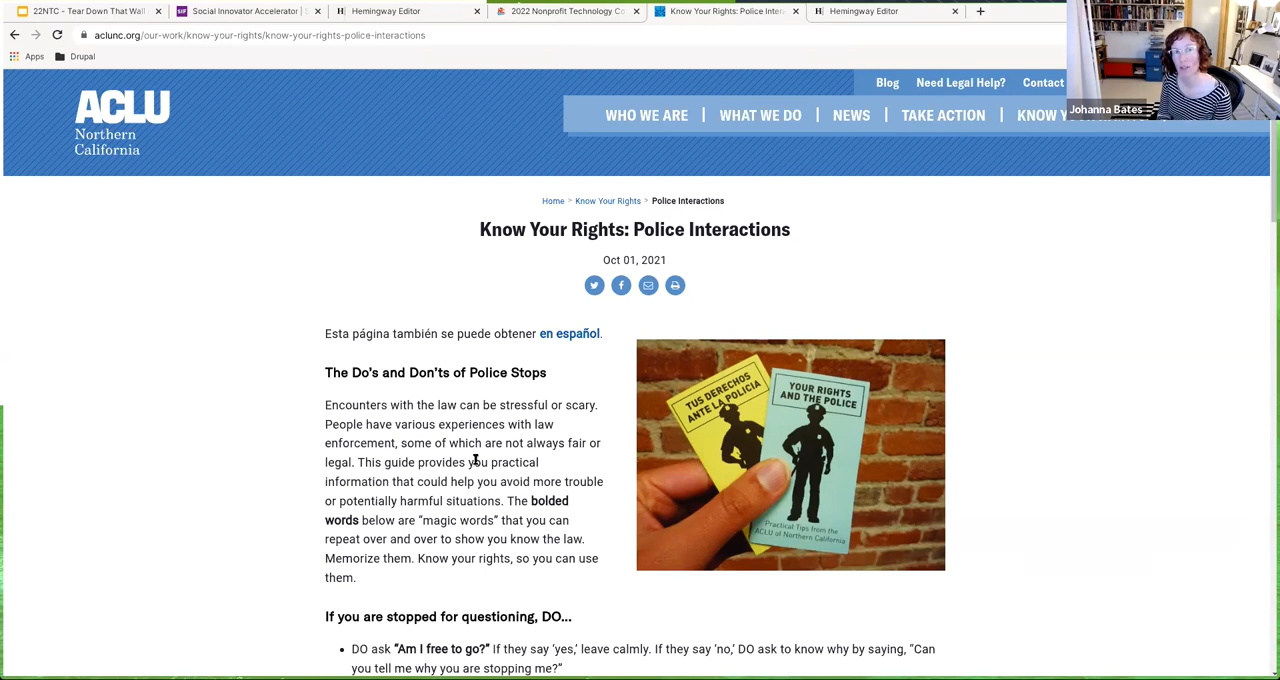 22NTC - Tear Down That Wall
Social Innovator Accelerator |
Hemingway Editor
2022 Nonprofit Technology Co
Know Your Rights: Police Inter
Hemingway Editor
aclunc.org/our-work/know-your-rights/know-your-rights-police-interactions
Apps
Drupal
Blog Need Legal Help? Contact
ACLU
Northern
California
WHO WE ARE | WHAT WE DO | NEWS | TAKE ACTION | KNOW
Johanna Bates
Home > Know Your Rights > Police Interactions
Know Your Rights: Police Interactions
Oct 01, 2021
Esta página también se puede obtener en español.
The Do's and Don'ts of Police Stops
Encounters with the law can be stressful or scary.
People have various experiences with law
enforcement, some of which are not always fair or
legal. This guide provides you practical
information that could help you avoid more trouble
or potentially harmful situations. The bolded
words below are “magic words” that you can
repeat over and over to show you know the law.
Memorize them. Know your rights, so you can use
them.
TUS DERECHOS
ANTE LA POLICIA
YOUR RIGHTS
AND THE POLICE
Practical Tips from the
ACLU of Northern California
If you are stopped for questioning, DO...
• DO ask “Am I free to go?” If they say ‘yes,’ leave calmly. If they say ‘no,’ DO ask to know why by saying, “Can
you tell me why you are stopping me?”